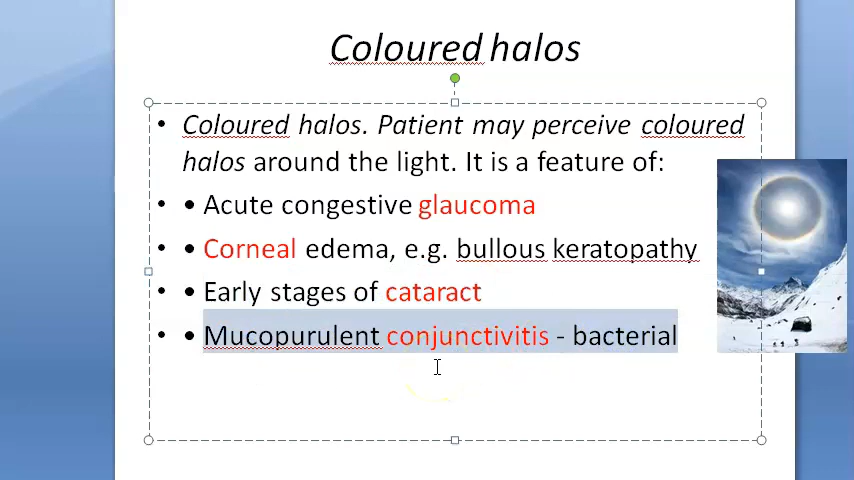 Coloured halos
• Coloured halos. Patient may perceive coloured
halos around the light. It is a feature of:
• • Acute congestive glaucoma
• • Corneal edema, e.g. bullous keratopathy
• • Early stages of cataract
• • Mucopurulent conjunctivitis - bacterial